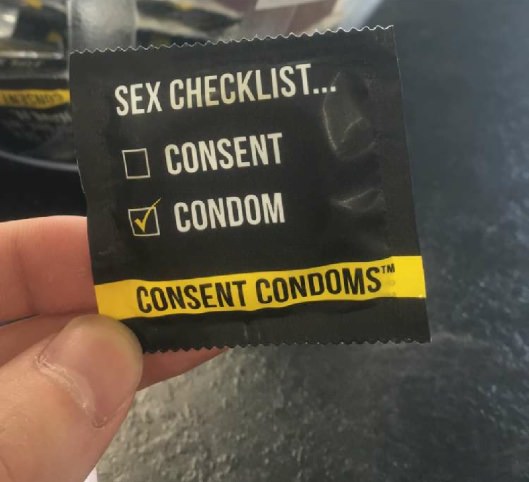 SEX CHECKLIST...
CONSENT
CONDOM
CONSENT CONDOMS™